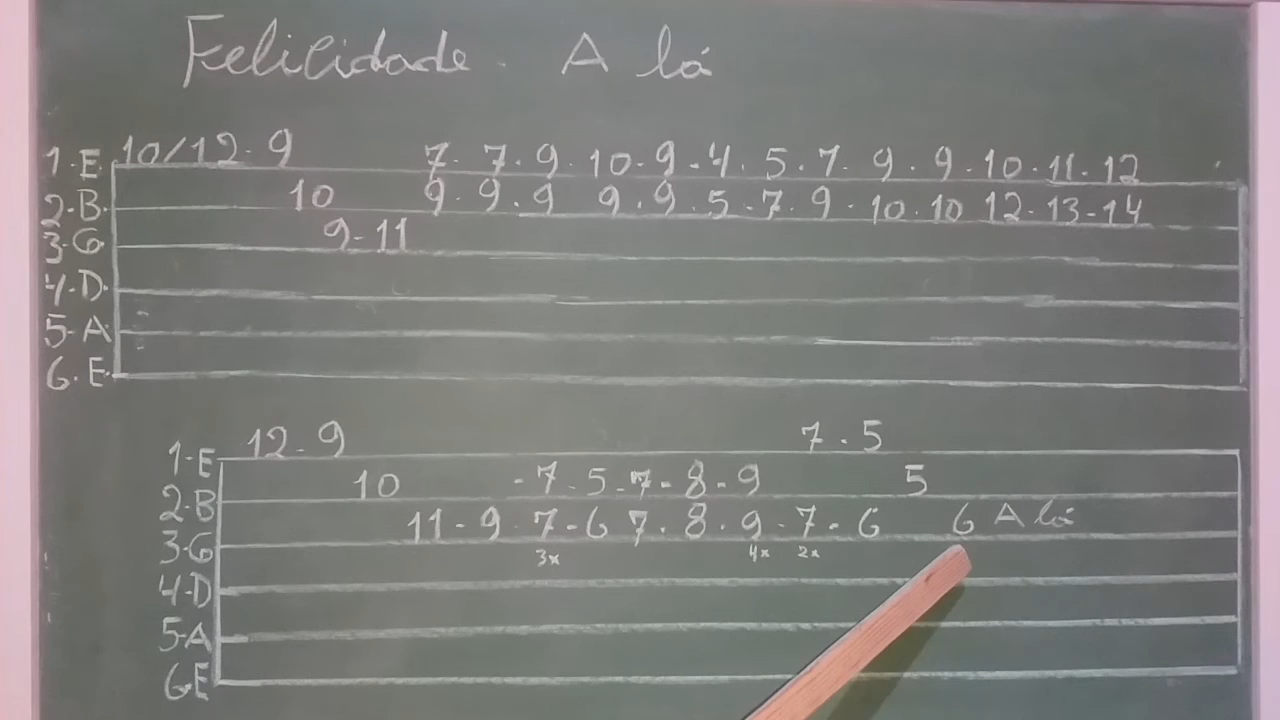 Felicidade. A lá
1-E 10/12-9 7-7-9-10-9-4-5-7-9-9-10-11-12
2-B 10 9-9-9 9-9-5-7-9-10-10 12-13-14
3-G 9-11
4-D
5-A
6-E
1-E 12-9 7-5
2-B 10 -7-5-7-8-9 5
3-G 11-9-7-6 7-8-9-7-6 6 A lá
3x 4x 2x
4-D
5-A
6E